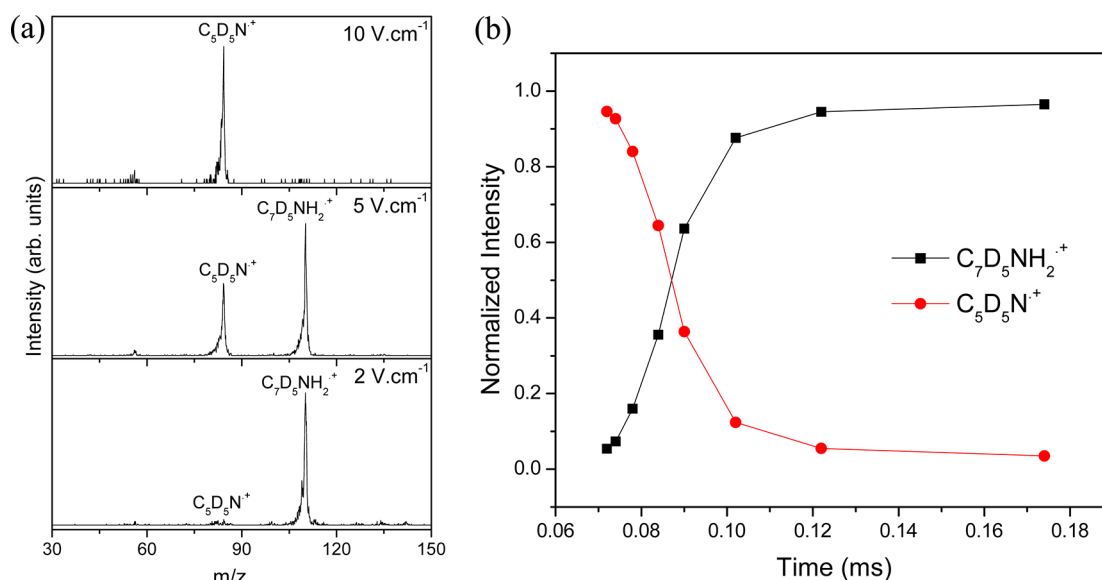 (a)
C₅D₅N·⁺
10 V.cm⁻¹
C₇D₅NH₂·⁺
5 V.cm⁻¹
C₅D₅N·⁺
C₇D₅NH₂·⁺
2 V.cm⁻¹
C₅D₅N·⁺
Intensity (arb. units)
30 60 90 120 150
m/z
(b)
1.0
0.8
0.6
0.4
0.2
0.0
Normalized Intensity
C₇D₅NH₂·⁺
C₅D₅N·⁺
0.06 0.08 0.10 0.12 0.14 0.16 0.18
Time (ms)